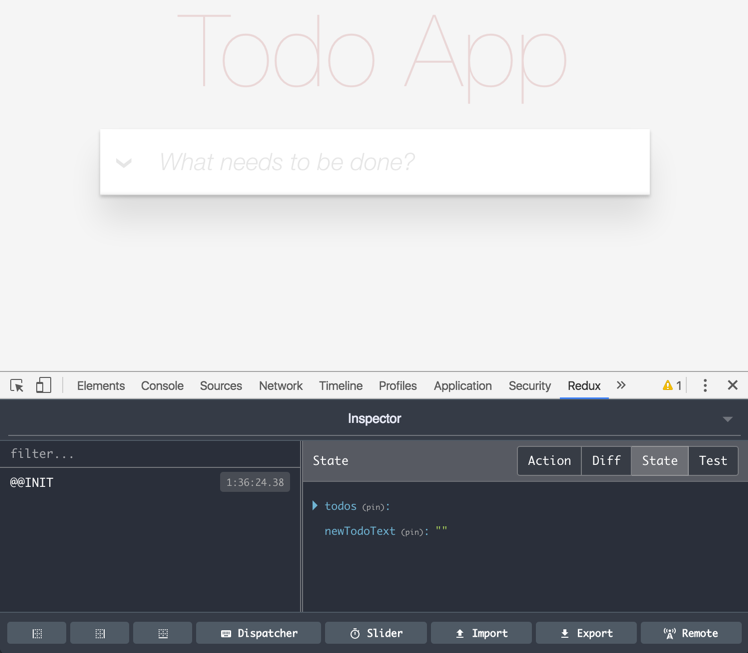 Todo App
What needs to be done?
Elements Console Sources Network Timeline Profiles Application Security Redux » 1
Inspector
filter... State Action Diff State Test
@@INIT 1:36:24.38
todos (pin):
newTodoText (pin): ""
Dispatcher Slider Import Export Remote